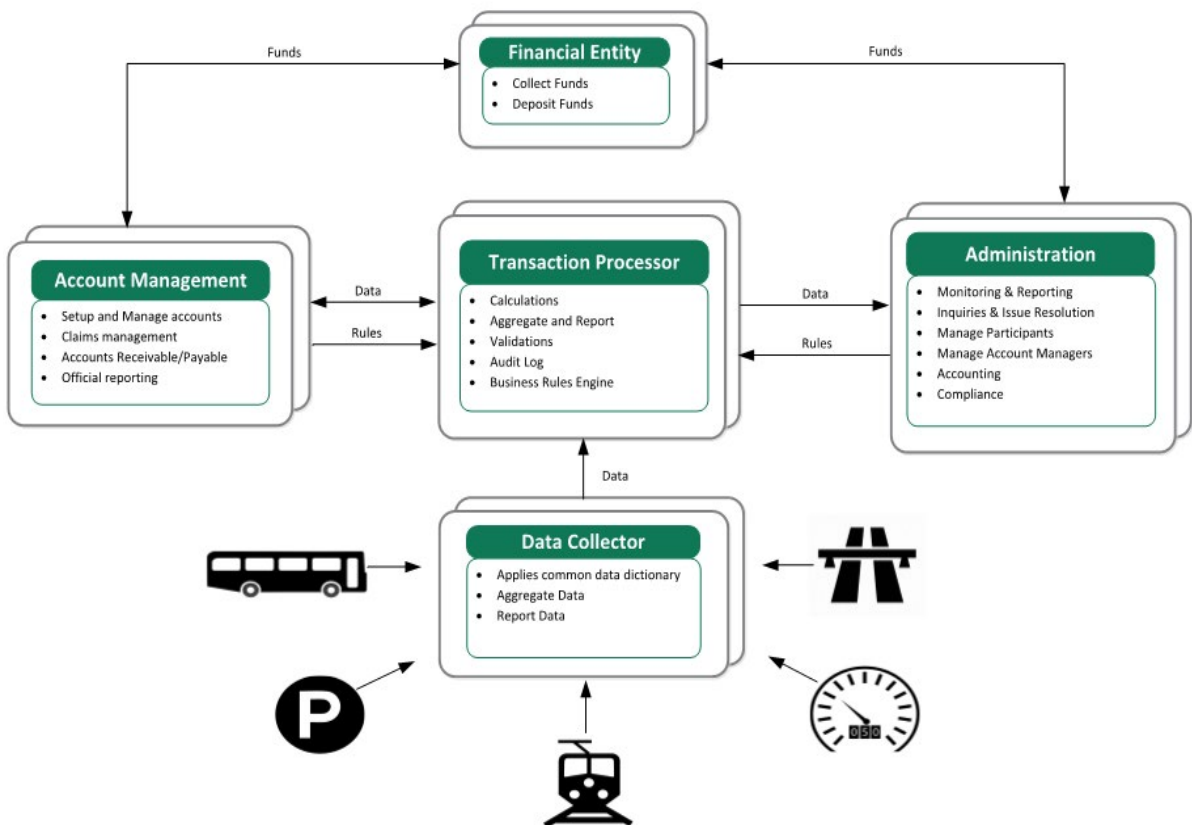 Financial Entity
• Collect Funds
• Deposit Funds
Funds
Funds
Account Management
• Setup and Manage accounts
• Claims management
• Accounts Receivable/Payable
• Official reporting
Data
Rules
Transaction Processor
• Calculations
• Aggregate and Report
• Validations
• Audit Log
• Business Rules Engine
Data
Rules
Administration
• Monitoring & Reporting
• Inquiries & Issue Resolution
• Manage Participants
• Manage Account Managers
• Accounting
• Compliance
Data
Data Collector
• Applies common data dictionary
• Aggregate Data
• Report Data
P
050